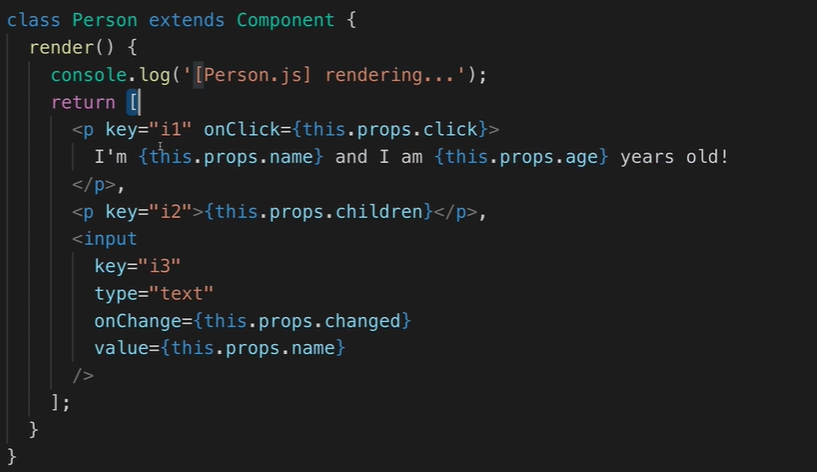 class Person extends Component {
render() {
console.log('[Person.js] rendering...');
return [
<p key="i1" onClick={this.props.click}>
I'm {this.props.name} and I am {this.props.age} years old!
</p>,
<p key="i2">{this.props.children}</p>,
<input
key="i3"
type="text"
onChange={this.props.changed}
value={this.props.name}
/>
];
}
}